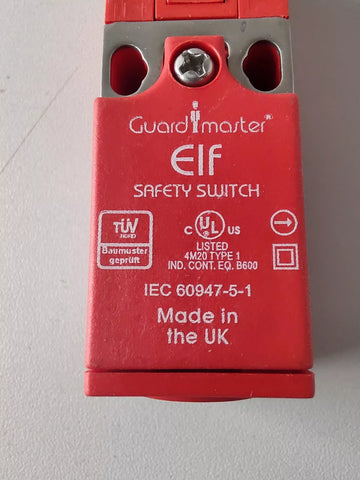 Guardmaster®
Elf
SAFETY SWITCH
TÜV
NORD
Baumuster
geprüft
C UL US
LISTED
4M20 TYPE 1
IND. CONT. EQ. B600
IEC 60947-5-1
Made in
the UK